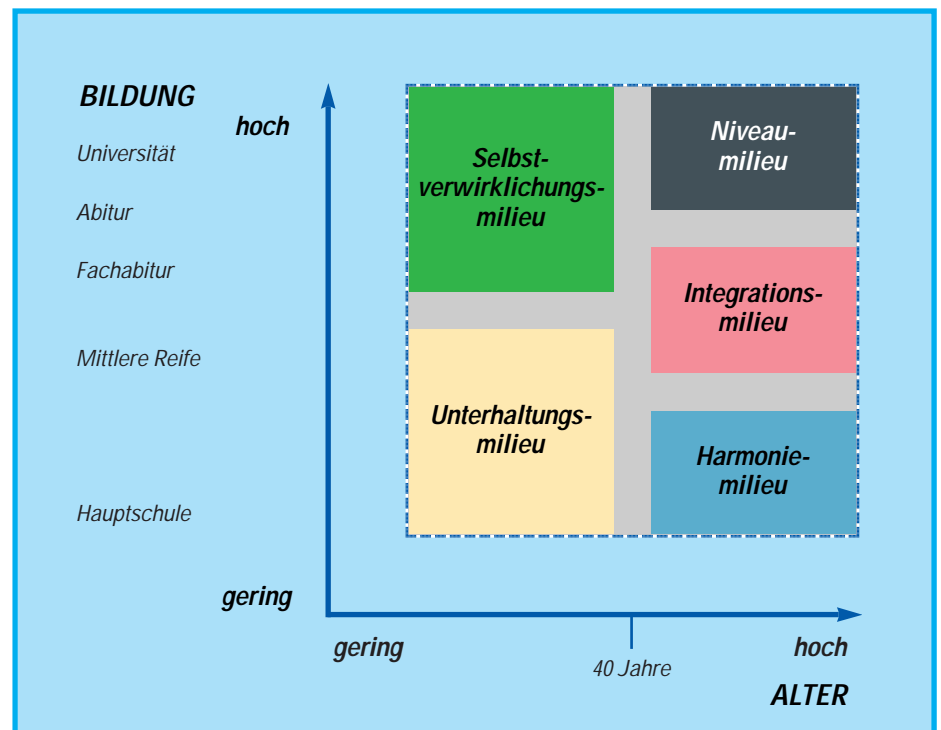 BILDUNG
hoch
Universität
Abitur
Fachabitur
Mittlere Reife
Hauptschule
gering
Selbst-
verwirklichungs-
milieu
Niveau-
milieu
Integrations-
milieu
Unterhaltungs-
milieu
Harmonie-
milieu
gering
40 Jahre
hoch
ALTER